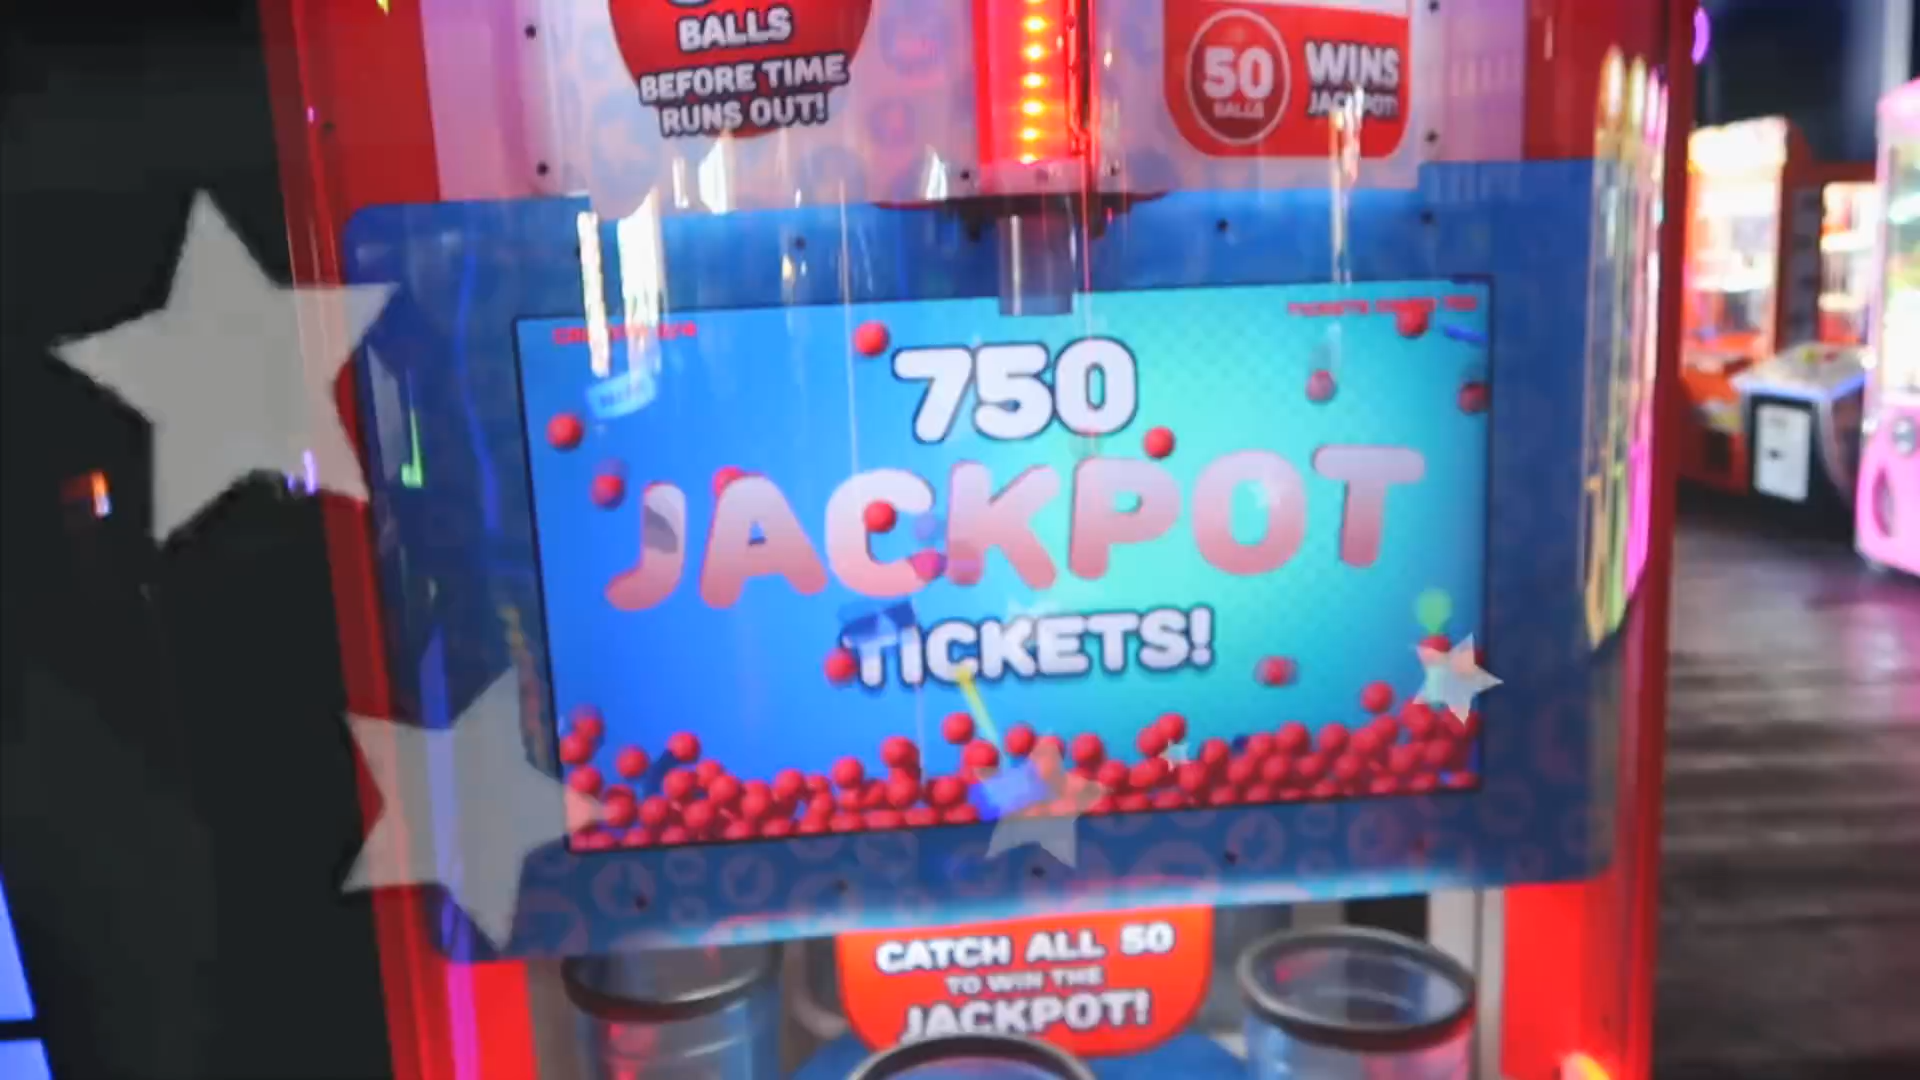 BALLS
BEFORE TIME
RUNS OUT!
50
BALLS
WINS
JACKPOT!
750
JACKPOT
TICKETS!
CATCH ALL 50
TO WIN THE
JACKPOT!